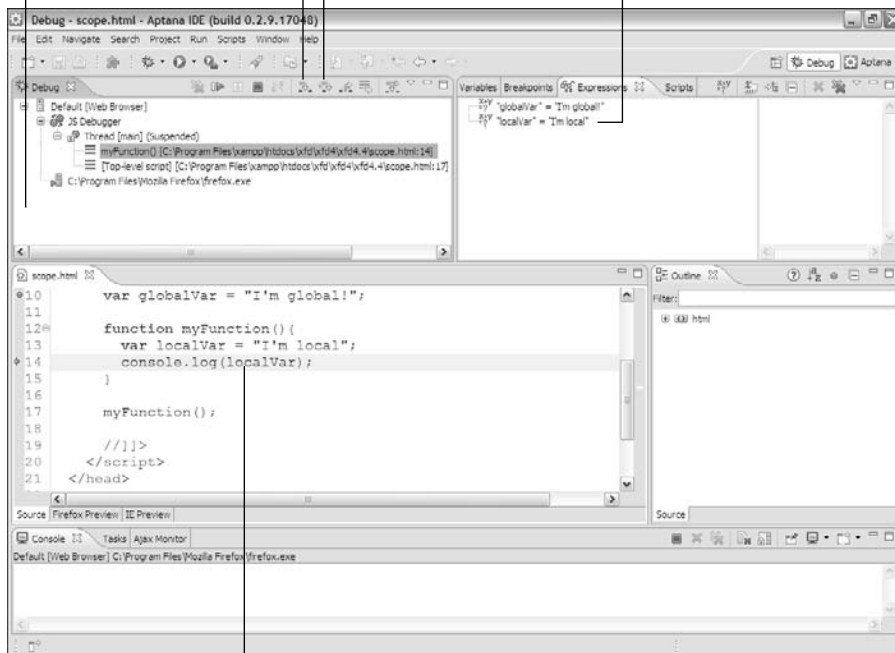 Debug - scope.html - Aptana IDE (build 0.2.9.17048)
File Edit Navigate Search Project Run Scripts Window Help
Debug Aptana
Debug
Default [Web Browser]
JS Debugger
Thread [main] (Suspended)
myFunction() [C:\Program Files\xampp\htdocs\xfd\xfd4\xfd4.4\scope.html:14]
[Top-level script] [C:\Program Files\xampp\htdocs\xfd\xfd4\xfd4.4\scope.html:17]
C:\Program Files\Mozilla Firefox\firefox.exe
Variables Breakpoints Expressions Scripts
"globalVar" = "I'm global!"
"localVar" = "I'm local"
scope.html
10 var globalVar = "I'm global!";
11
12 function myFunction(){
13 var localVar = "I'm local";
14 console.log(localVar);
15 }
16
17 myFunction();
18
19 //]]>
20 </script>
21 </head>
Source Firefox Preview IE Preview
Outline
Filter:
html
Source
Console Tasks Ajax Monitor
Default [Web Browser] C:\Program Files\Mozilla Firefox\firefox.exe